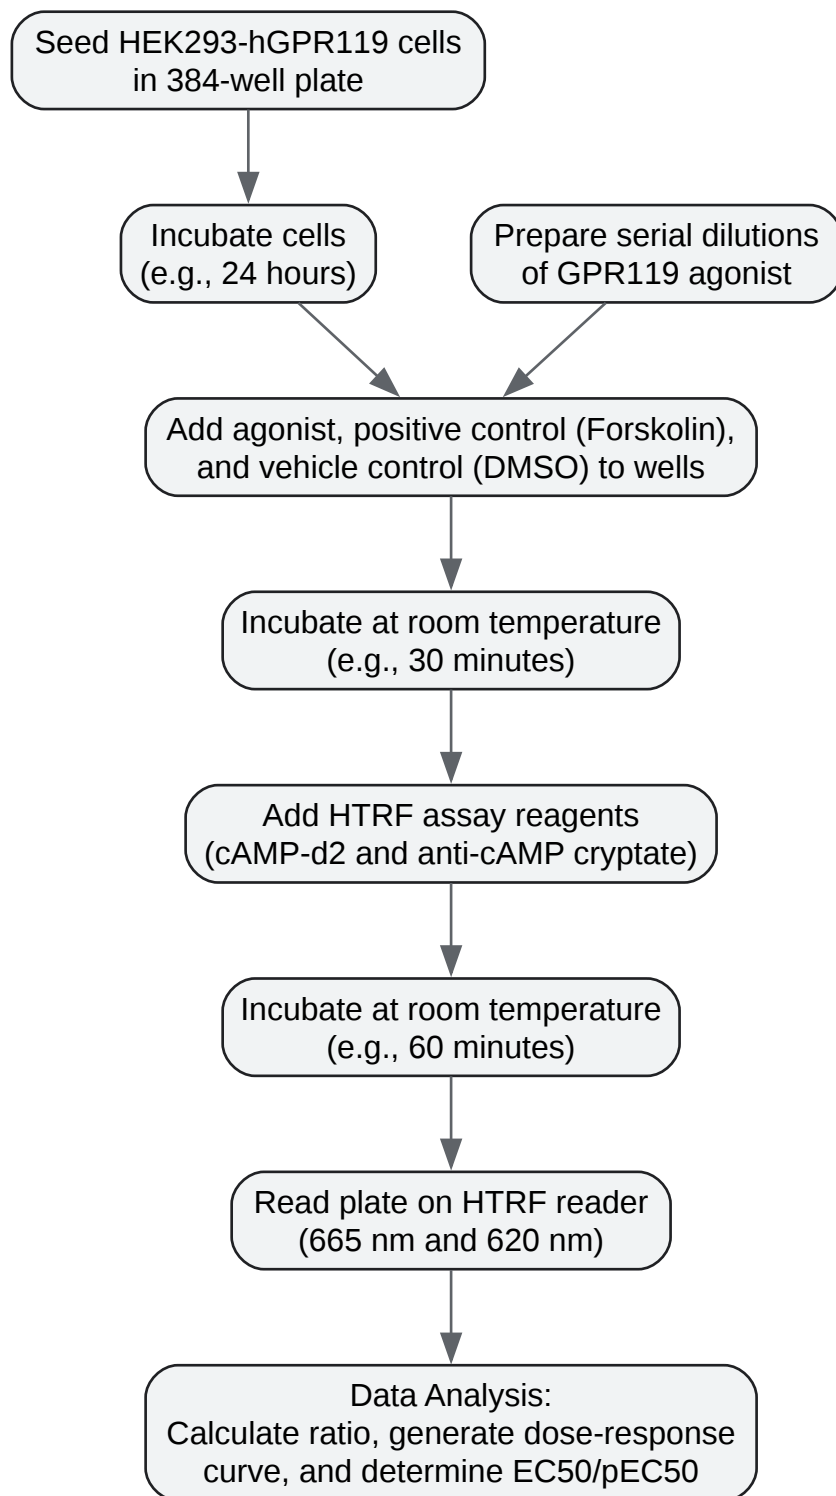 Seed HEK293-hGPR119 cells
in 384-well plate
Incubate cells
(e.g., 24 hours)
Prepare serial dilutions
of GPR119 agonist
Add agonist, positive control (Forskolin),
and vehicle control (DMSO) to wells
Incubate at room temperature
(e.g., 30 minutes)
Add HTRF assay reagents
(cAMP-d2 and anti-cAMP cryptate)
Incubate at room temperature
(e.g., 60 minutes)
Read plate on HTRF reader
(665 nm and 620 nm)
Data Analysis:
Calculate ratio, generate dose-response
curve, and determine EC50/pEC50